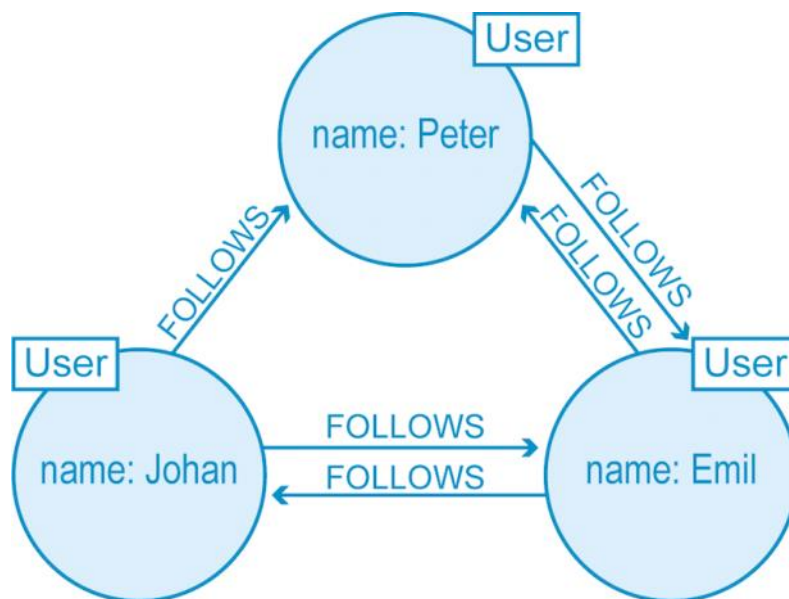 User
name: Peter
FOLLOWS
FOLLOWS
FOLLOWS
User
User
FOLLOWS
name: Johan
name: Emil
FOLLOWS